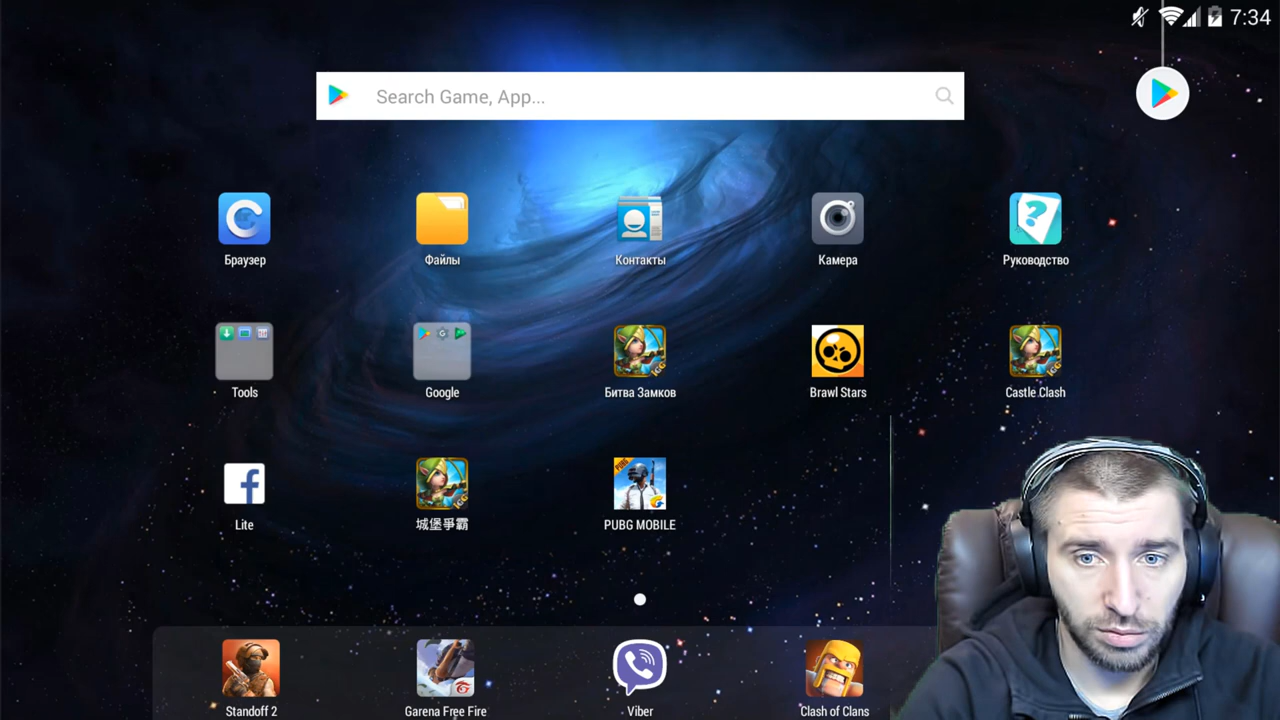 7:34
Search Game, App...
Браузер
Файлы
Контакты
Камера
Руководство
Tools
Google
Битва Замков
Brawl Stars
Castle Clash
Lite
城堡爭霸
PUBG MOBILE
Standoff 2
Garena Free Fire
Viber
Clash of Clans